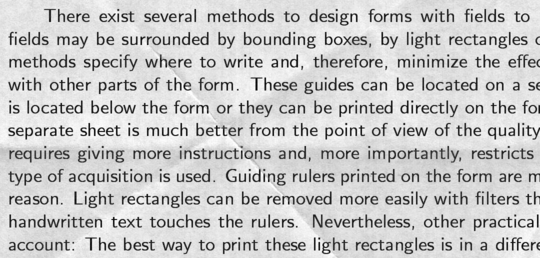 There exist several methods to design forms with fields to
fields may be surrounded by bounding boxes, by light rectangles
methods specify where to write and, therefore, minimize the
with other parts of the form. These guides can be located on a
is located below the form or they can be printed directly on the
separate sheet is much better from the point of view of the quality
requires giving more instructions and, more importantly, restricts
type of acquisition is used. Guiding rulers printed on the form are
reason. Light rectangles can be removed more easily with filters
handwritten text touches the rulers. Nevertheless, other practical
account: The best way to print these light rectangles is in a